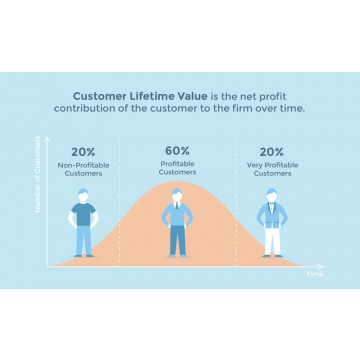 Customer Lifetime Value is the net profit
contribution of the customer to the firm over time.
20%
Non-Profitable
Customers
60%
Profitable
Customers
20%
Very Profitable
Customers
Number of Customers
Time